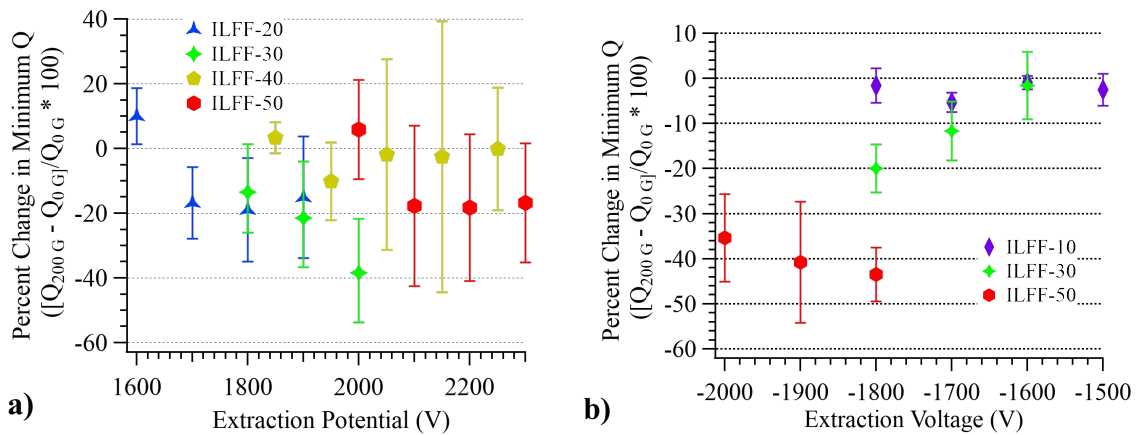 Percent Change in Minimum Q
([Q200 G - Q0 G]/Q0 G * 100)
40
20
0
-20
-40
-60
ILFF-20
ILFF-30
ILFF-40
ILFF-50
1600
1800
2000
2200
Extraction Potential (V)
a)
Percent Change in Minimum Q
([Q200 G - Q0 G]/Q0 G * 100)
10
0
-10
-20
-30
-40
-50
-60
ILFF-10
ILFF-30
ILFF-50
-2000
-1900
-1800
-1700
-1600
-1500
Extraction Voltage (V)
b)